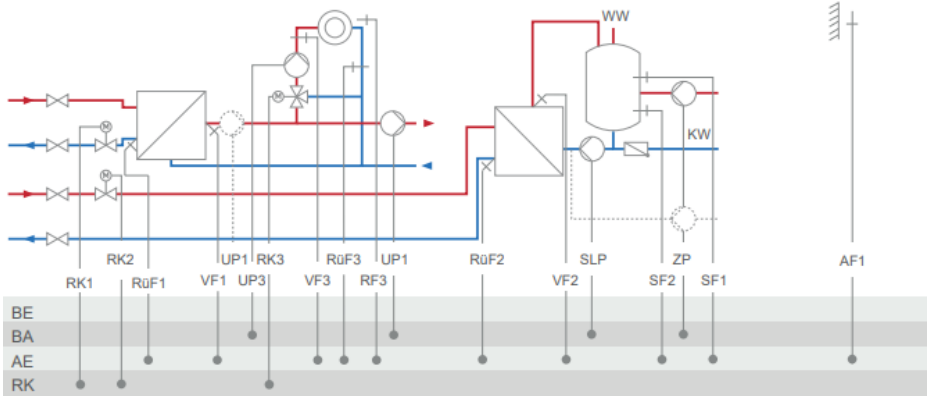 WW
KW
RK2 UP1 RK3 RüF3 UP1 RüF2 SLP ZP AF1
RK1 RüF1 VF1 UP3 VF3 RF3 VF2 SF2 SF1
M
M
M
BE
BA
AE
RK